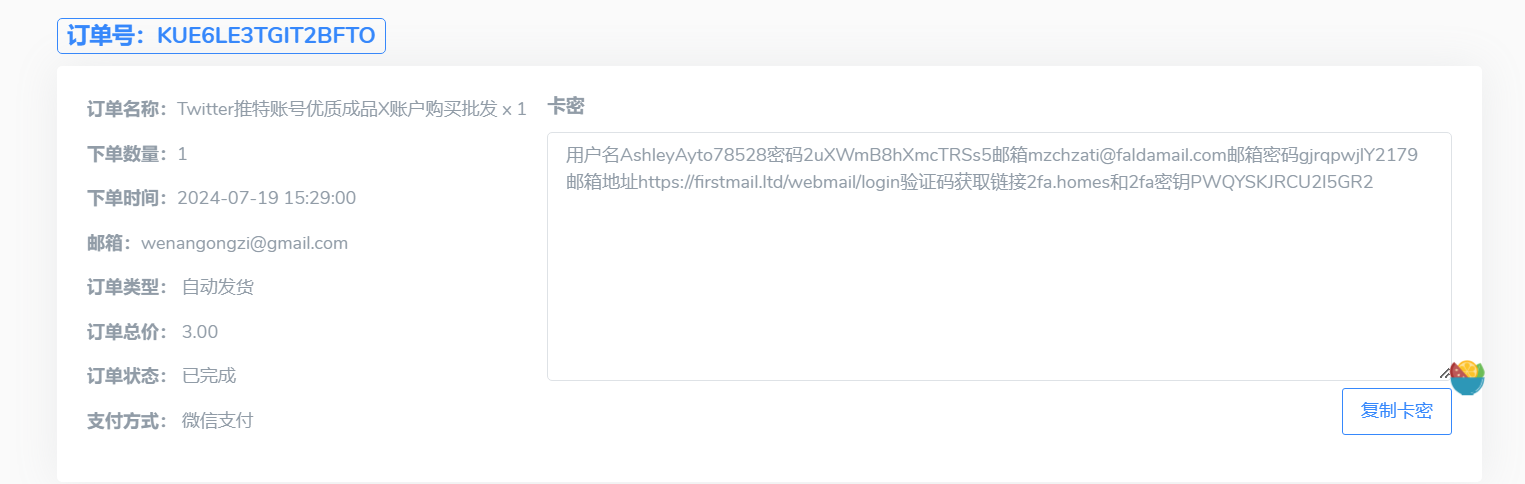 订单号：KUE6LE3TGIT2BFTO
订单名称：Twitter推特账号优质成品X账户购买批发 x 1
下单数量：1
下单时间：2024-07-19 15:29:00
邮箱：wenangongzi@gmail.com
订单类型： 自动发货
订单总价： 3.00
订单状态： 已完成
支付方式： 微信支付
卡密
用户名AshleyAyto78528密码2uXWmB8hXmcTRSs5邮箱mzchzati@faldamail.com邮箱密码gjrqpwjlY2179
邮箱地址https://firstmail.ltd/webmail/login验证码获取链接2fa.homes和2fa密钥PWQYSKJRCU2I5GR2
复制卡密